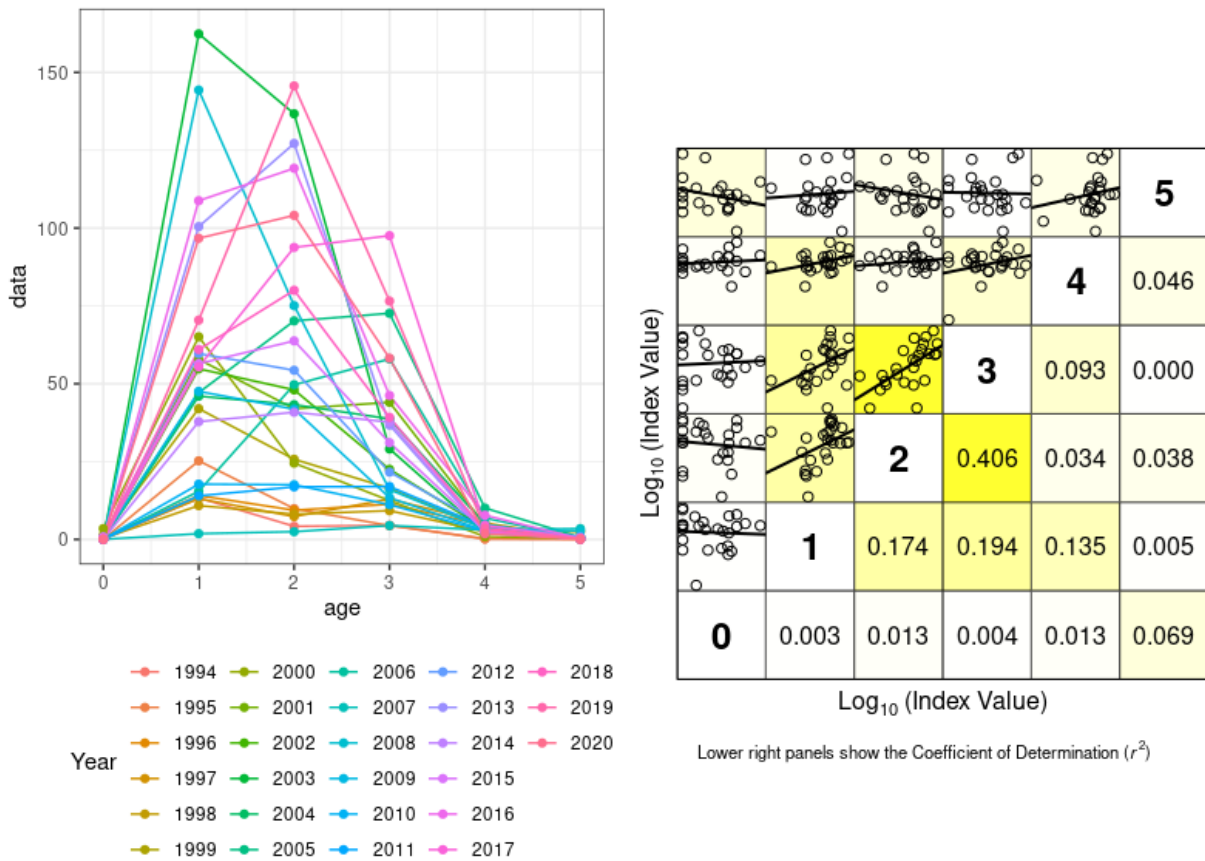 150
100
50
0
data
0 1 2 3 4 5
age
Year
1994 2000 2006 2012 2018
1995 2001 2007 2013 2019
1996 2002 2008 2014 2020
1997 2003 2009 2015
1998 2004 2010 2016
1999 2005 2011 2017
Log₁₀ (Index Value)
5
4 0.046
3 0.093 0.000
2 0.406 0.034 0.038
1 0.174 0.194 0.135 0.005
0 0.003 0.013 0.004 0.013 0.069
Log₁₀ (Index Value)
Lower right panels show the Coefficient of Determination (r²)